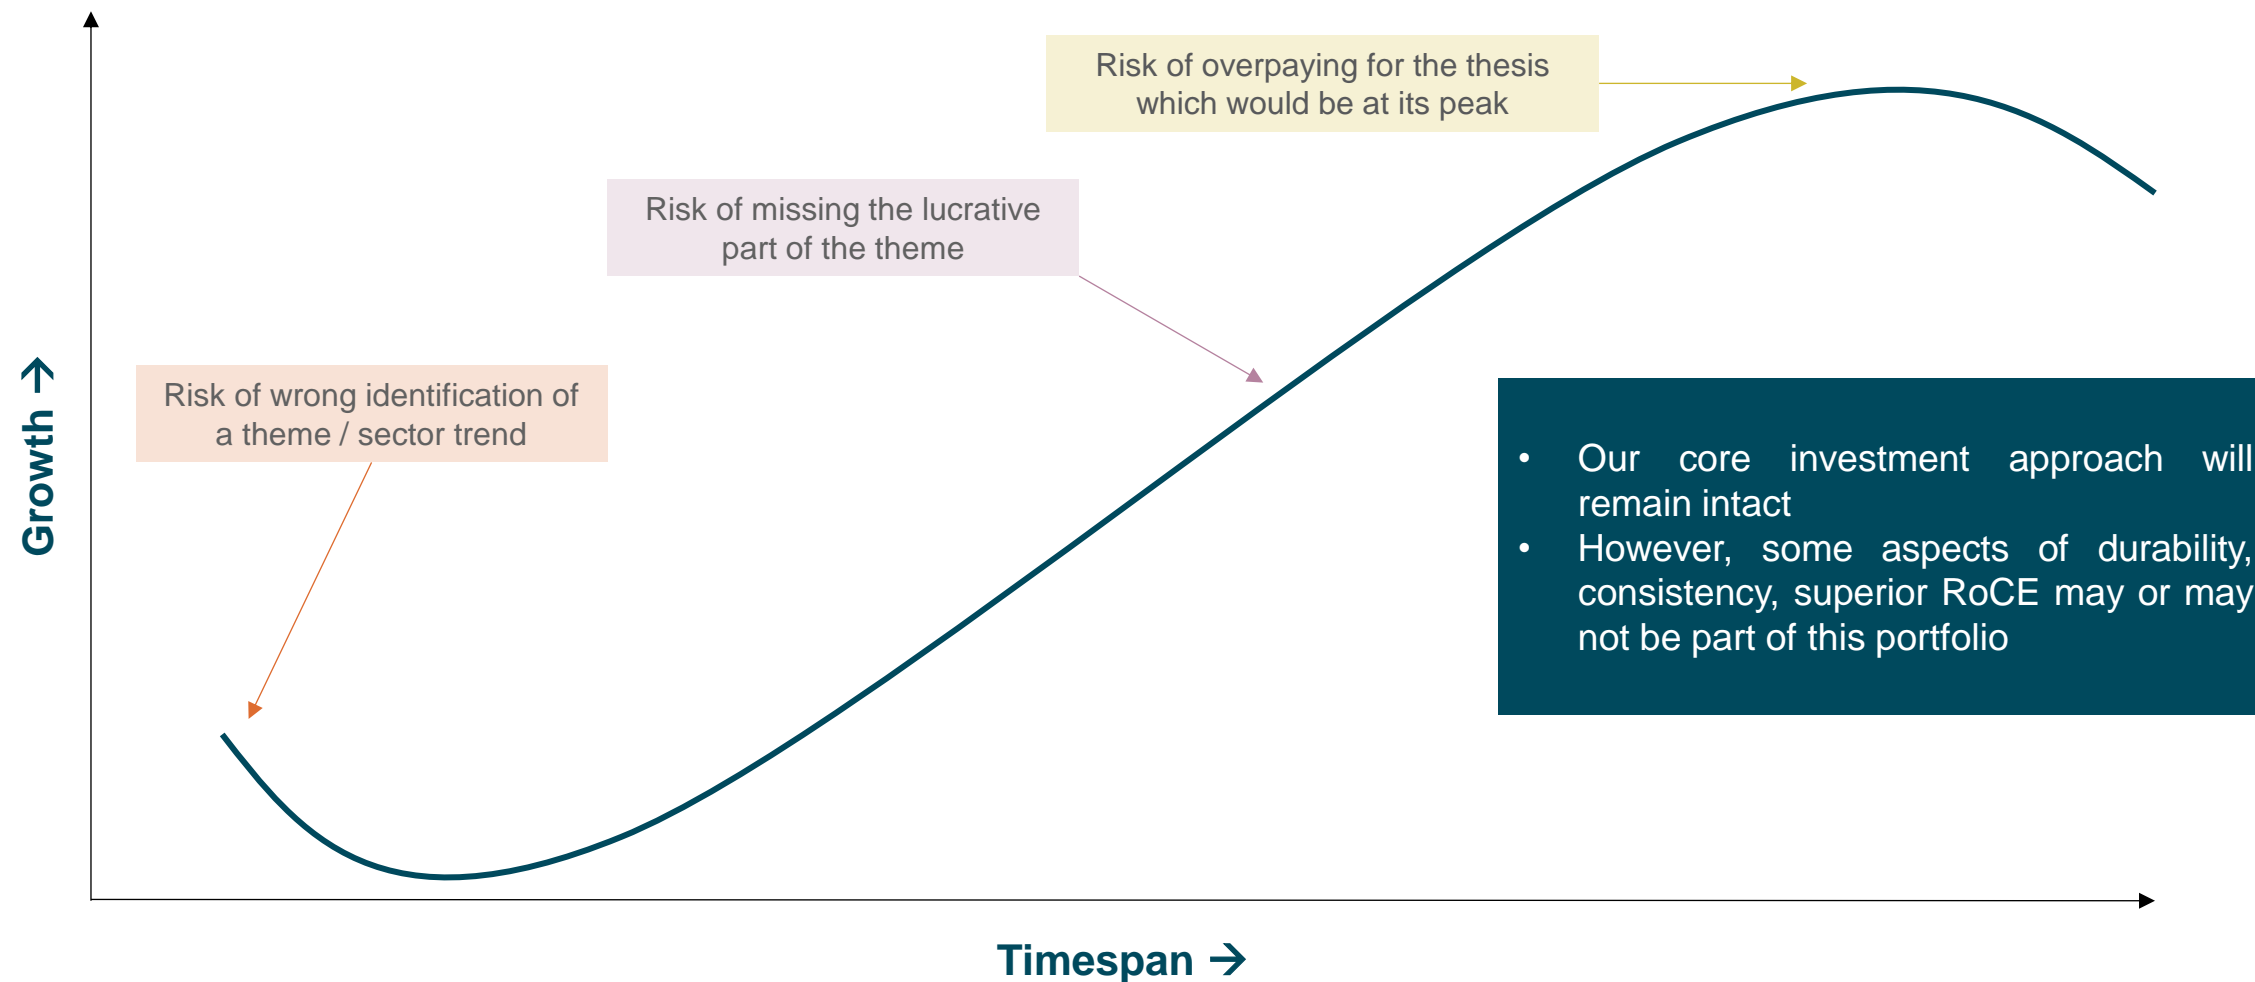 Risk of overpaying for the thesis
which would be at its peak
Risk of missing the lucrative
part of the theme
Risk of wrong identification of
a theme / sector trend
Growth →
• Our core investment approach will
remain intact
• However, some aspects of durability,
consistency, superior RoCE may or may
not be part of this portfolio
Timespan →